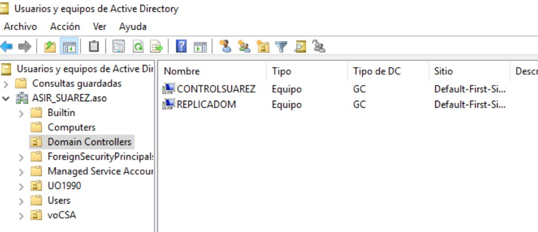 Usuarios y equipos de Active Directory
Archivo Acción Ver Ayuda
Usuarios y equipos de Active Dir
Consultas guardadas
ASIR_SUAREZ.aso
Builtin
Computers
Domain Controllers
ForeignSecurityPrincipals
Managed Service Accour
UO1990
Users
voCSA
Nombre Tipo Tipo de DC Sitio Descri
CONTROLSUAREZ Equipo GC Default-First-Si...
REPLICADOM Equipo GC Default-First-Si...